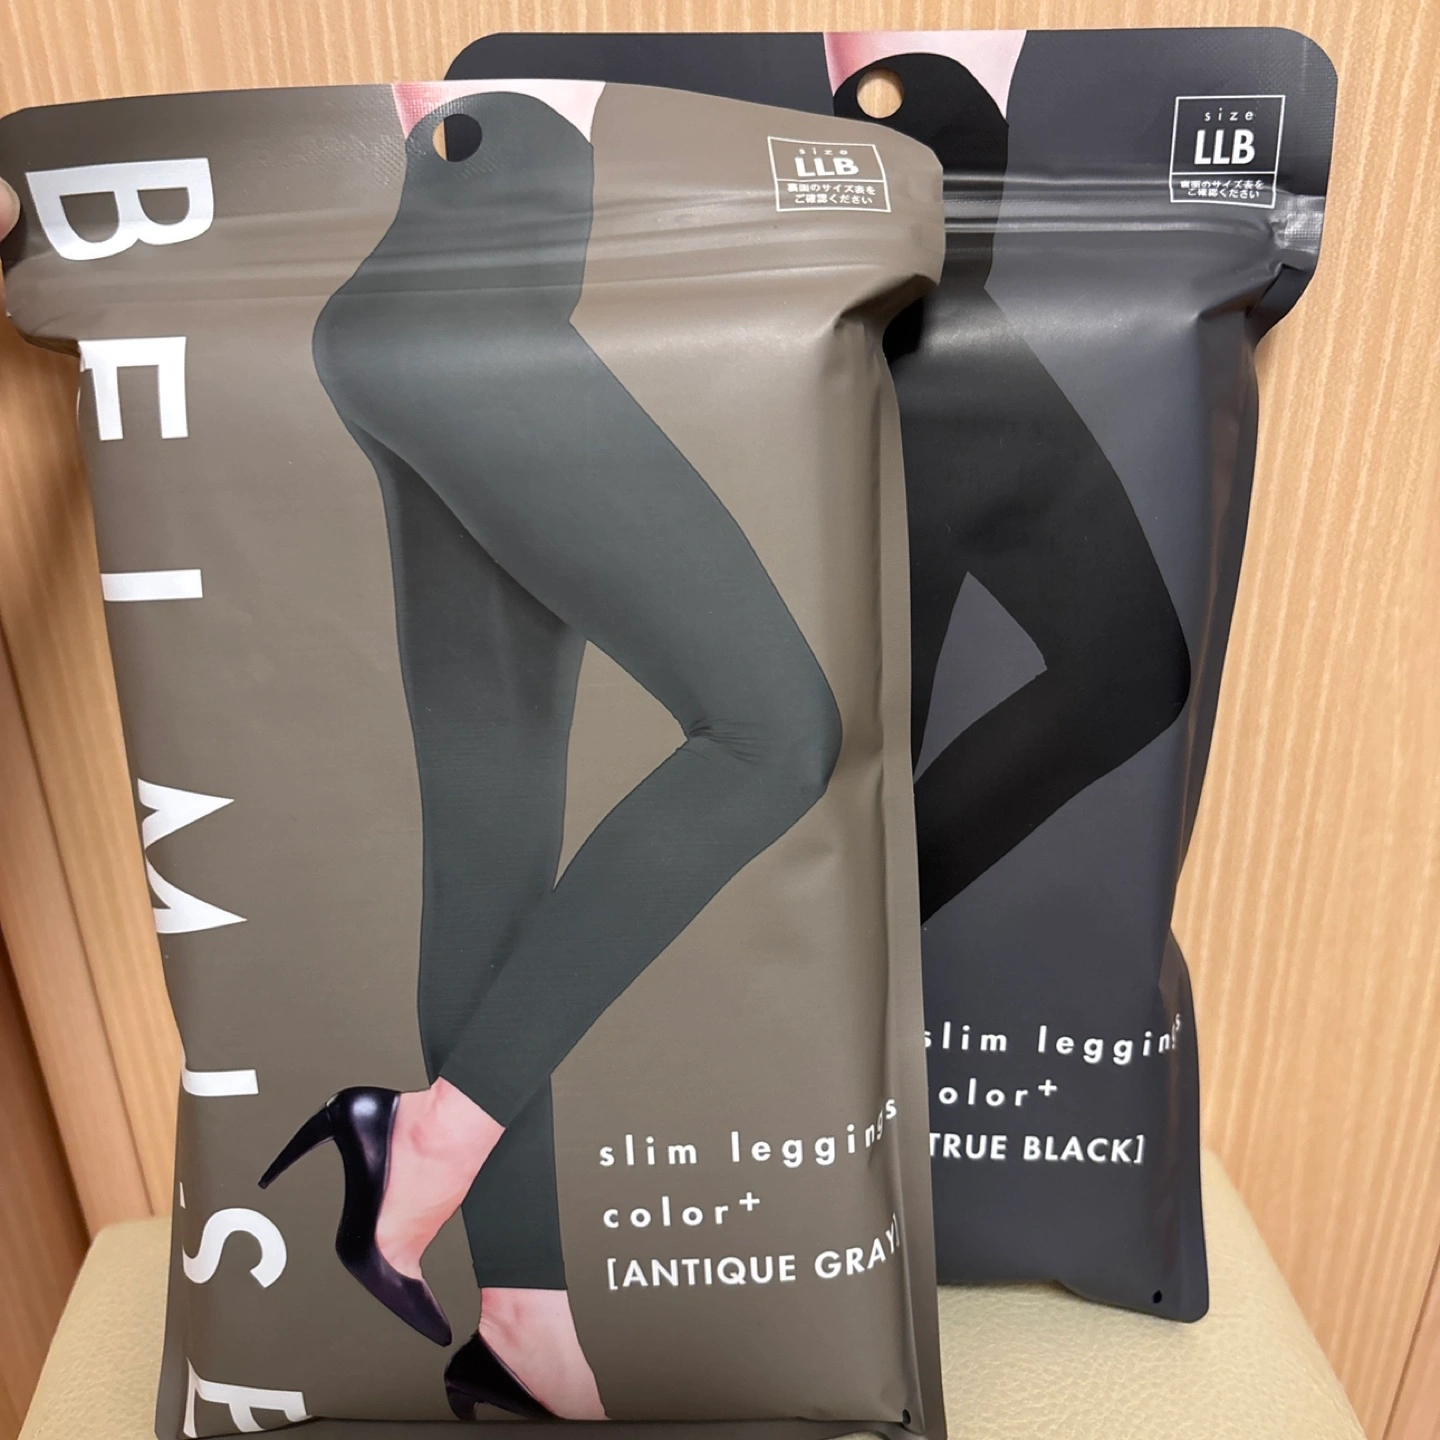 BELMISE
size
LLB
裏面のサイズ表を
ご確認ください
slim leggings
color+
[ANTIQUE GRAY]
size
LLB
裏面のサイズ表を
ご確認ください
slim leggings
olor+
TRUE BLACK]